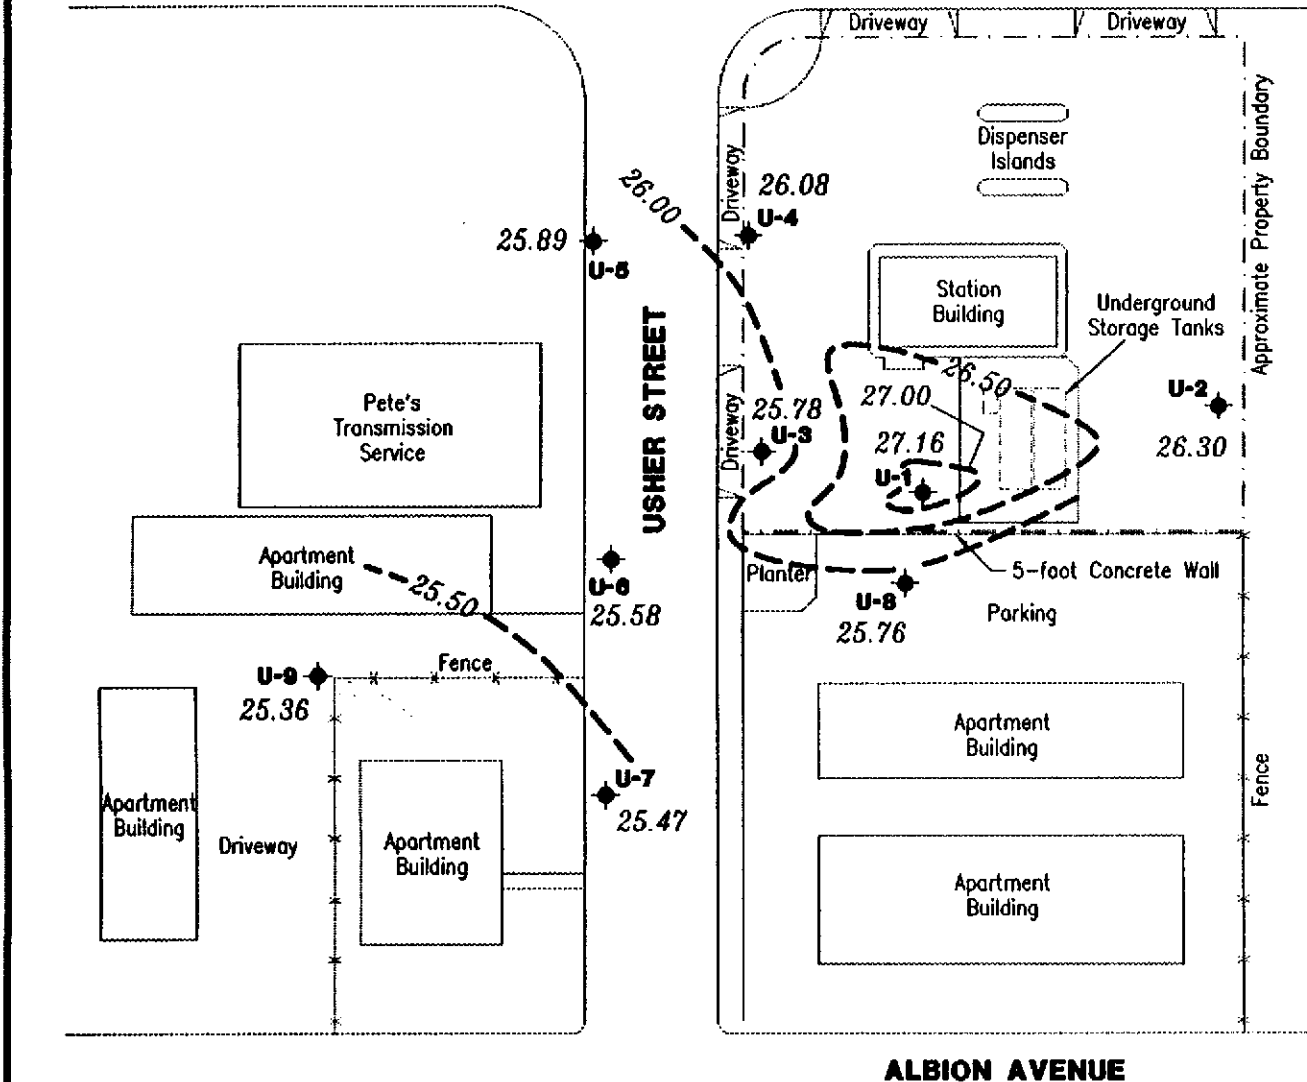 Driveway
Driveway
Dispenser
Islands
Approximate Property Boundary
Driveway
26.00
26.08
U-4
25.89
U-5
Station
Building
Underground
Storage Tanks
USHER STREET
26.50
27.00
U-2
26.30
Pete's
Transmission
Service
25.78
U-3
Driveway
27.16
U-1
Apartment
Building
25.50
U-6
25.58
Planter
U-8
25.76
5-foot Concrete Wall
Parking
U-9
25.36
Fence
Apartment
Building
U-7
25.47
Fence
Apartment
Building
Driveway
Apartment
Building
Apartment
Building
ALBION AVENUE